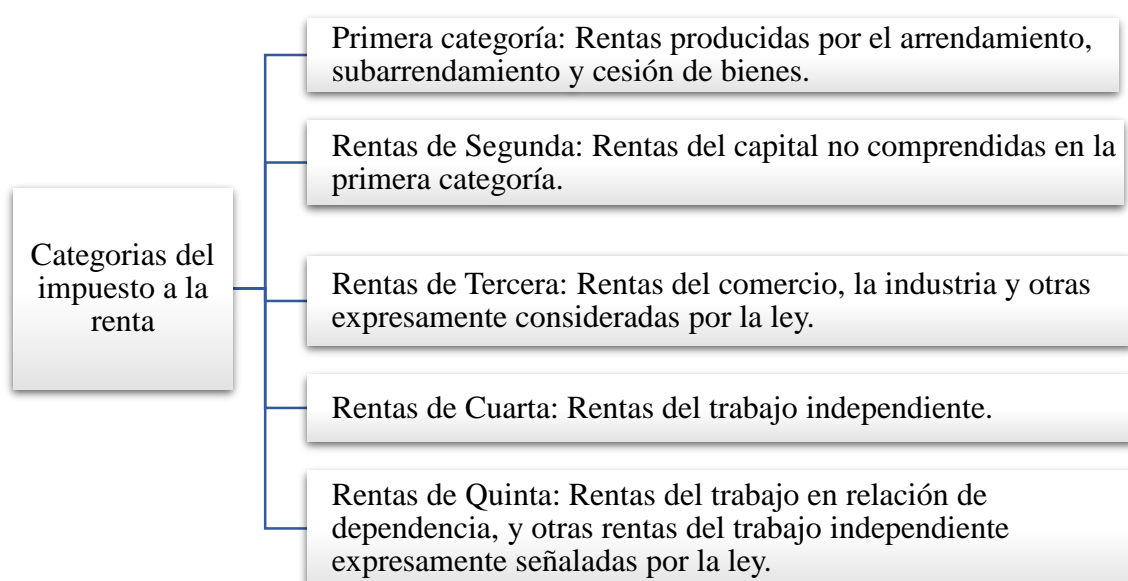 Categorias del
impuesto a la
renta
Primera categoría: Rentas producidas por el arrendamiento,
subarrendamiento y cesión de bienes.
Rentas de Segunda: Rentas del capital no comprendidas en la
primera categoría.
Rentas de Tercera: Rentas del comercio, la industria y otras
expresamente consideradas por la ley.
Rentas de Cuarta: Rentas del trabajo independiente.
Rentas de Quinta: Rentas del trabajo en relación de
dependencia, y otras rentas del trabajo independiente
expresamente señaladas por la ley.